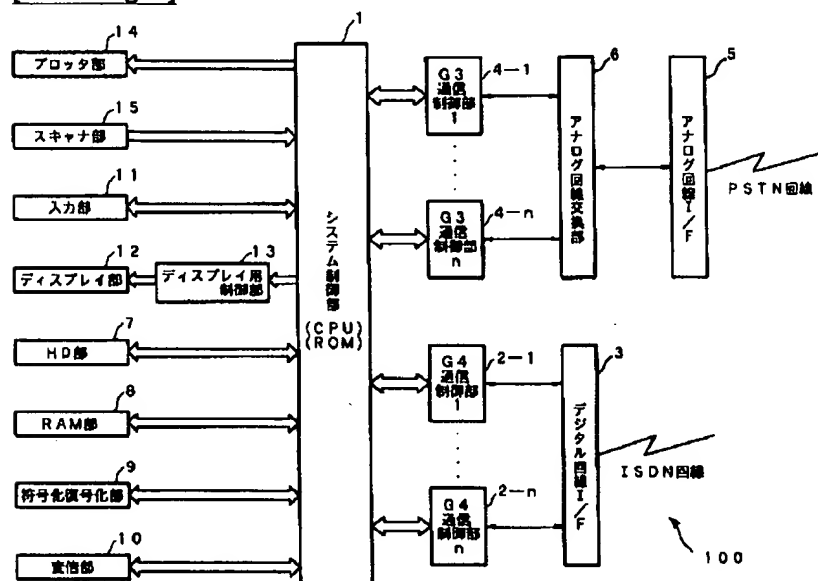 14
プロッタ部
15
スキャナ部
11
入力部
12
ディスプレイ部
13
ディスプレイ用
制御部
7
HD部
8
RAM部
9
符号化復号化部
10
変倍部
1
システム制御部
(CPU)
(ROM)
G3
通信
制御部
1
4-1
G3
通信
制御部
n
4-n
6
アナログ回線交換部
5
アナログ回線I/F
PSTN回線
G4
通信
制御部
1
2-1
G4
通信
制御部
n
2-n
3
デジタル回線I/F
ISDN回線
100